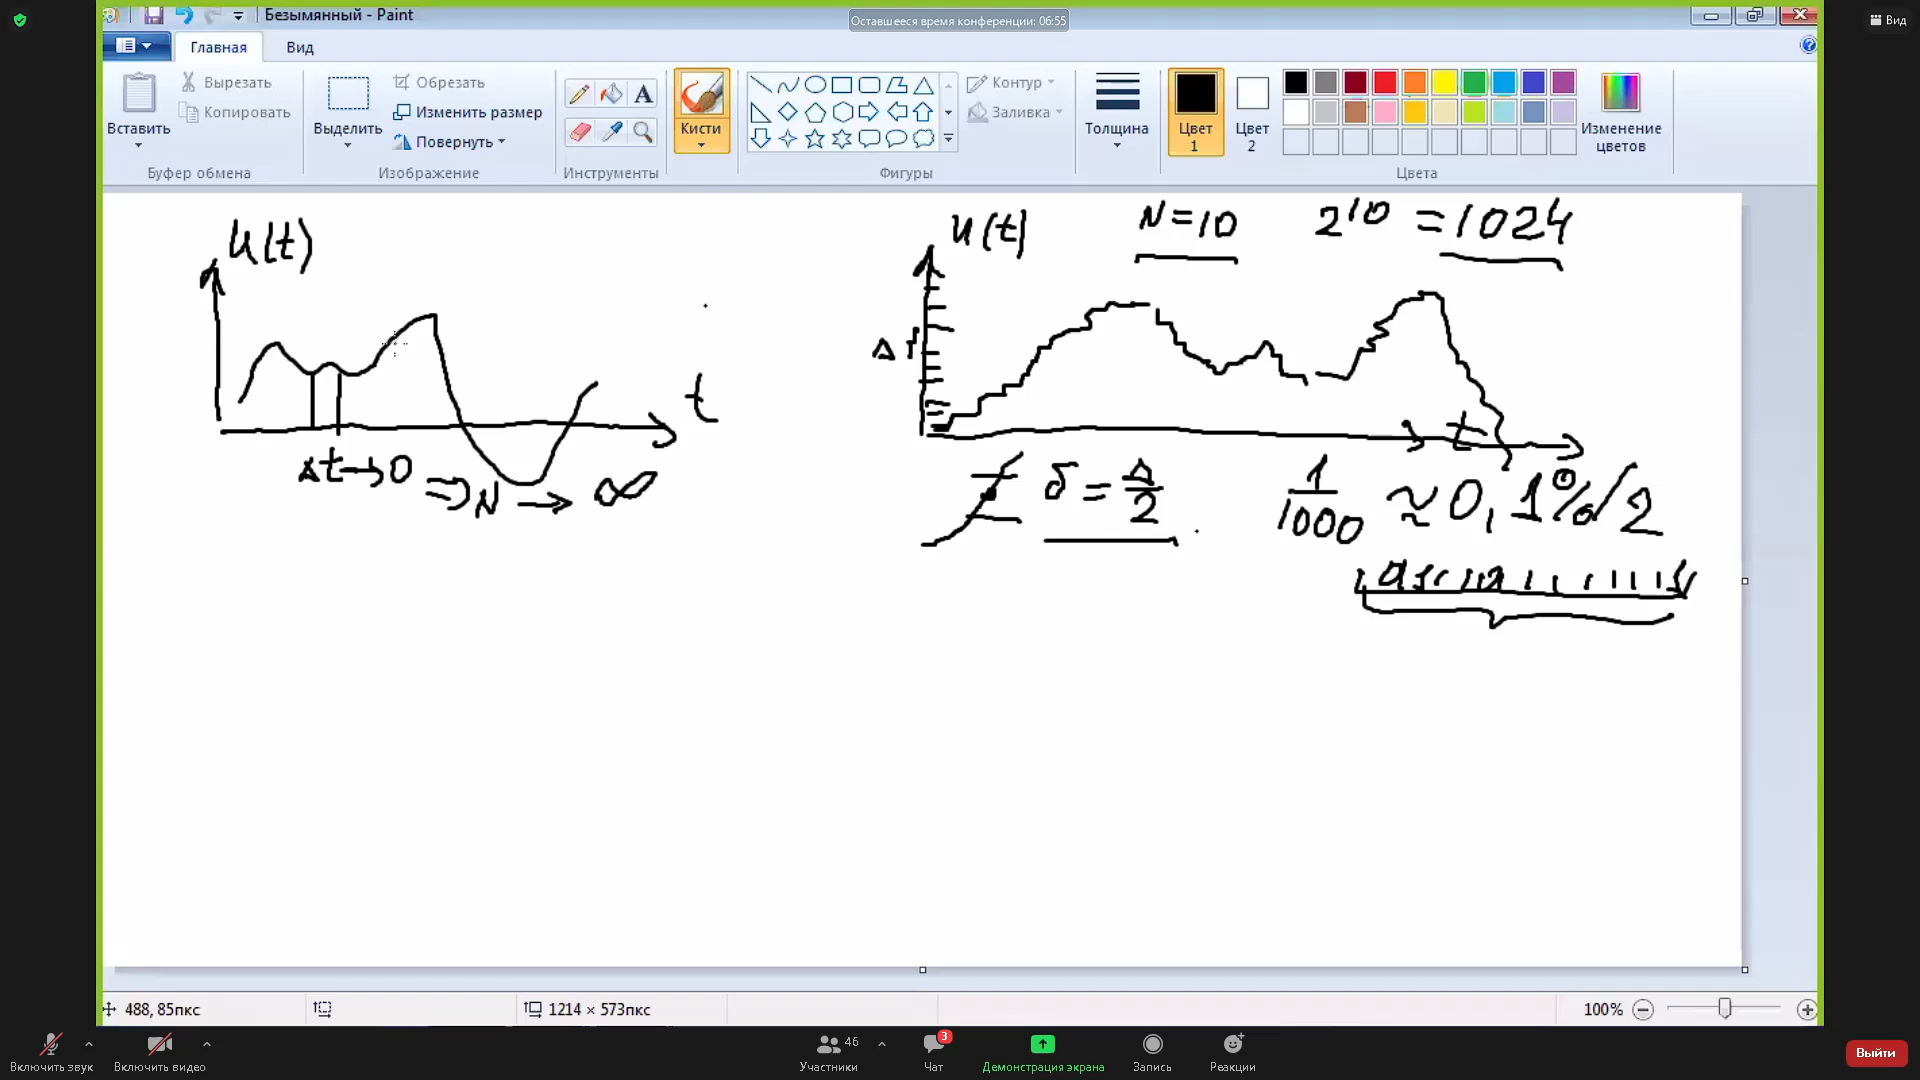 Безымянный - Paint
Оставшееся время конференции: 06:55
Вид
Главная
Вид
Вставить
Вырезать
Копировать
Буфер обмена
Выделить
Обрезать
Изменить размер
Повернуть
Изображение
A
Инструменты
Кисти
Контур
Заливка
Фигуры
Толщина
Цвет 1
Цвет 2
Изменение цветов
Цвета
U(t)
t
Δt→0
⇒N → ∞
U(t)
N=10
2¹⁰ = 1024
Δ
t
δ = Δ/2
1/1000 ≈ 0,1%/2
488, 85пкс
1214 × 573пкс
100%
Включить звук
Включить видео
46
Участники
3
Чат
Демонстрация экрана
Запись
Реакции
Выйти